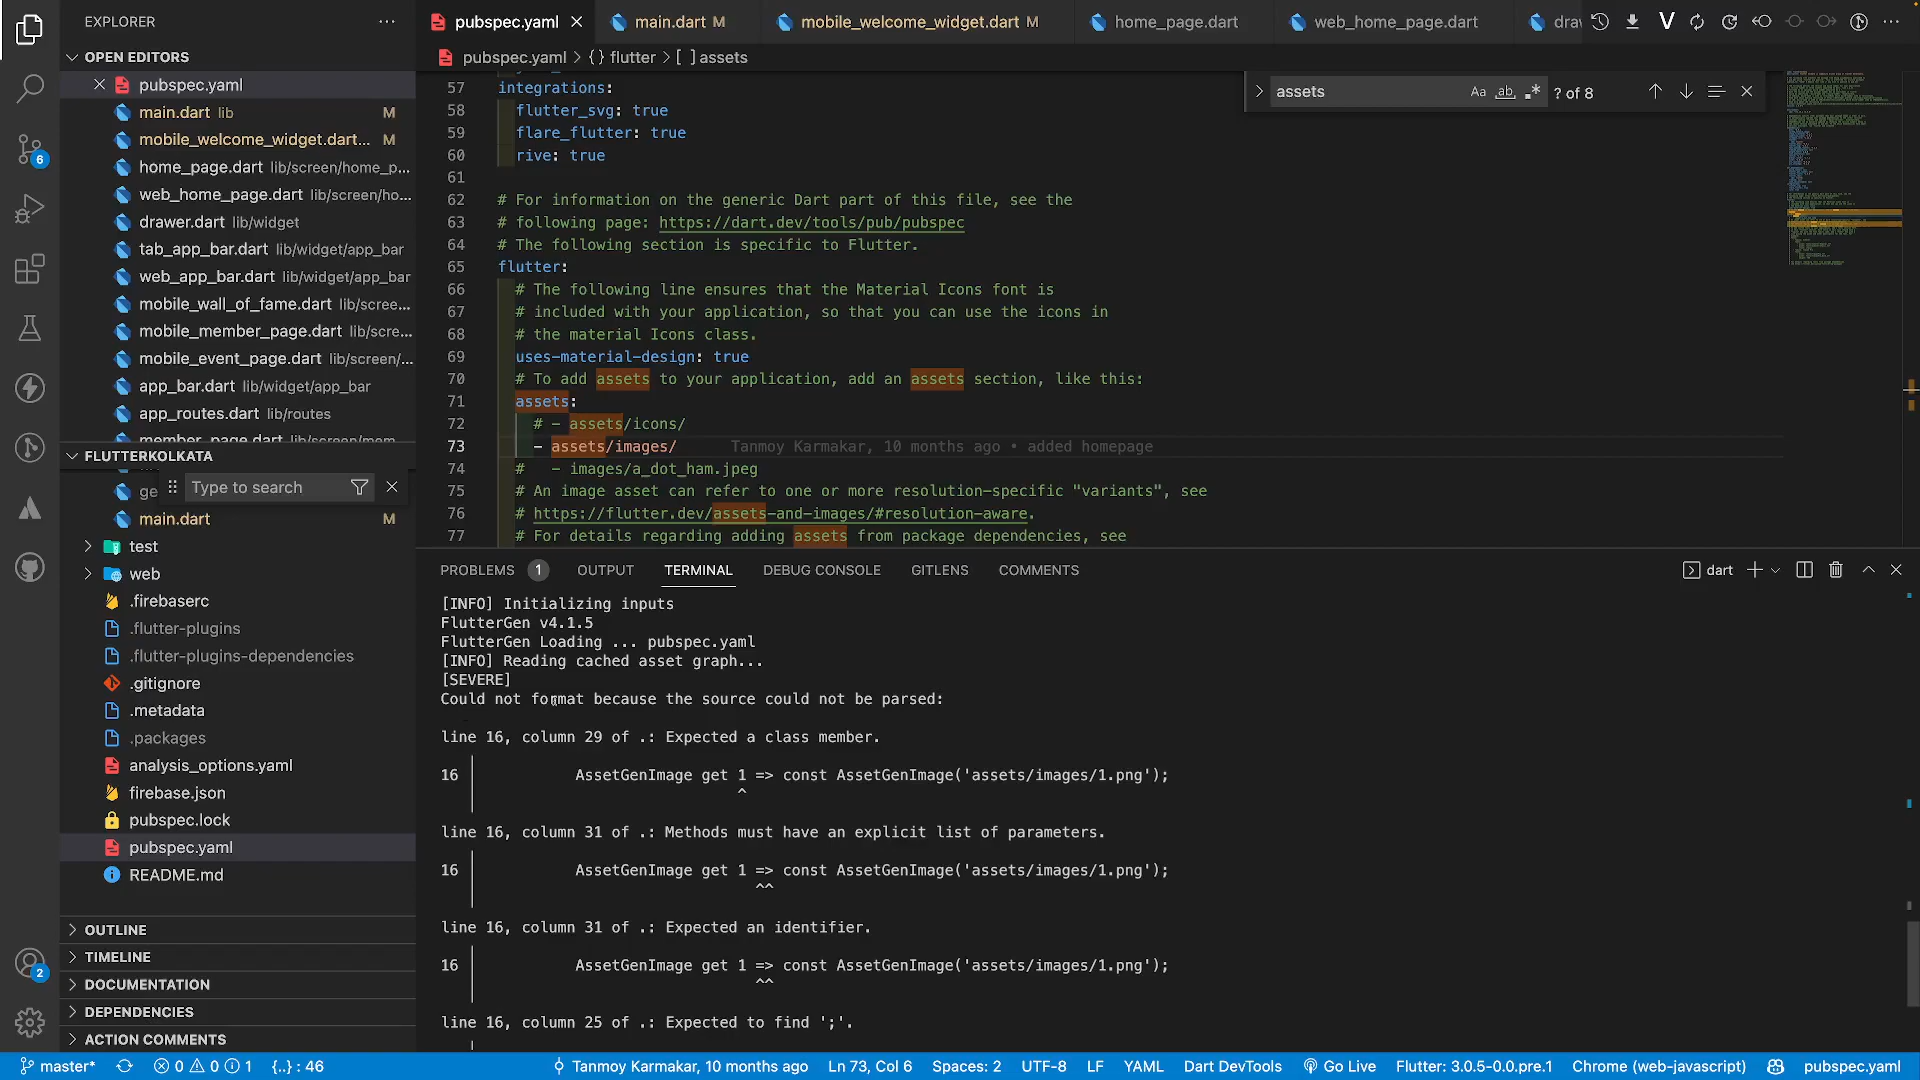 EXPLORER
OPEN EDITORS
pubspec.yaml
main.dart lib M
mobile_welcome_widget.dart... M
home_page.dart lib/screen/home_p...
web_home_page.dart lib/screen/ho...
drawer.dart lib/widget
tab_app_bar.dart lib/widget/app_bar
web_app_bar.dart lib/widget/app_bar
mobile_wall_of_fame.dart lib/scree...
mobile_member_page.dart lib/scre...
mobile_event_page.dart lib/screen/...
app_bar.dart lib/widget/app_bar
app_routes.dart lib/routes
member_page.dart lib/screen/mem...
FLUTTERKOLKATA
ge
Type to search
main.dart M
test
web
.firebaserc
.flutter-plugins
.flutter-plugins-dependencies
.gitignore
.metadata
.packages
analysis_options.yaml
firebase.json
pubspec.lock
pubspec.yaml
README.md
OUTLINE
TIMELINE
DOCUMENTATION
DEPENDENCIES
ACTION COMMENTS
6
2
pubspec.yaml
main.dart M
mobile_welcome_widget.dart M
home_page.dart
web_home_page.dart
drav
pubspec.yaml > {} flutter > [ ] assets
assets Aa ab .* ? of 8
57 integrations:
58 flutter_svg: true
59 flare_flutter: true
60 rive: true
61
62 # For information on the generic Dart part of this file, see the
63 # following page: https://dart.dev/tools/pub/pubspec
64 # The following section is specific to Flutter.
65 flutter:
66 # The following line ensures that the Material Icons font is
67 # included with your application, so that you can use the icons in
68 # the material Icons class.
69 uses-material-design: true
70 # To add assets to your application, add an assets section, like this:
71 assets:
72 # - assets/icons/
73 - assets/images/ Tanmoy Karmakar, 10 months ago • added homepage
74 # - images/a_dot_ham.jpeg
75 # An image asset can refer to one or more resolution-specific "variants", see
76 # https://flutter.dev/assets-and-images/#resolution-aware.
77 # For details regarding adding assets from package dependencies, see
PROBLEMS 1 OUTPUT TERMINAL DEBUG CONSOLE GITLENS COMMENTS
dart
[INFO] Initializing inputs
FlutterGen v4.1.5
FlutterGen Loading ... pubspec.yaml
[INFO] Reading cached asset graph...
[SEVERE]
Could not format because the source could not be parsed:
line 16, column 29 of .: Expected a class member.
16 AssetGenImage get 1 => const AssetGenImage('assets/images/1.png');
^
line 16, column 31 of .: Methods must have an explicit list of parameters.
16 AssetGenImage get 1 => const AssetGenImage('assets/images/1.png');
^^
line 16, column 31 of .: Expected an identifier.
16 AssetGenImage get 1 => const AssetGenImage('assets/images/1.png');
^^
line 16, column 25 of .: Expected to find ';'.
master* 0 0 1 {..} : 46 Tanmoy Karmakar, 10 months ago Ln 73, Col 6 Spaces: 2 UTF-8 LF YAML Dart DevTools Go Live Flutter: 3.0.5-0.0.pre.1 Chrome (web-javascript) pubspec.yaml